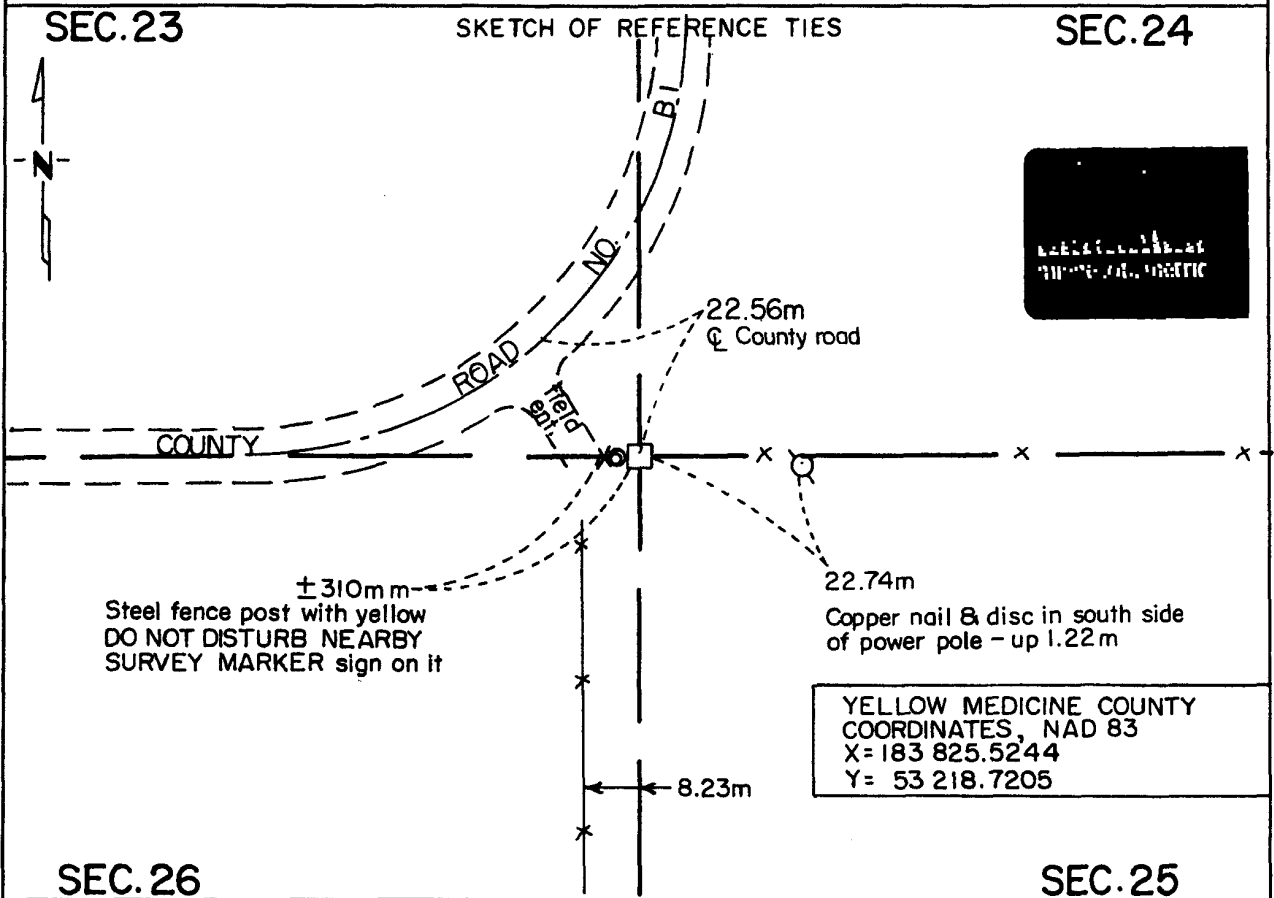 SEC.23
SKETCH OF REFERENCE TIES
SEC.24
N
COUNTY ROAD NO. B1
22.56m
℄ County road
field
ent.
±310mm
Steel fence post with yellow
DO NOT DISTURB NEARBY
SURVEY MARKER sign on it
22.74m
Copper nail & disc in south side
of power pole – up 1.22m
YELLOW MEDICINE COUNTY
COORDINATES, NAD 83
X=183 825.5244
Y= 53 218.7205
8.23m
SEC.26
SEC.25